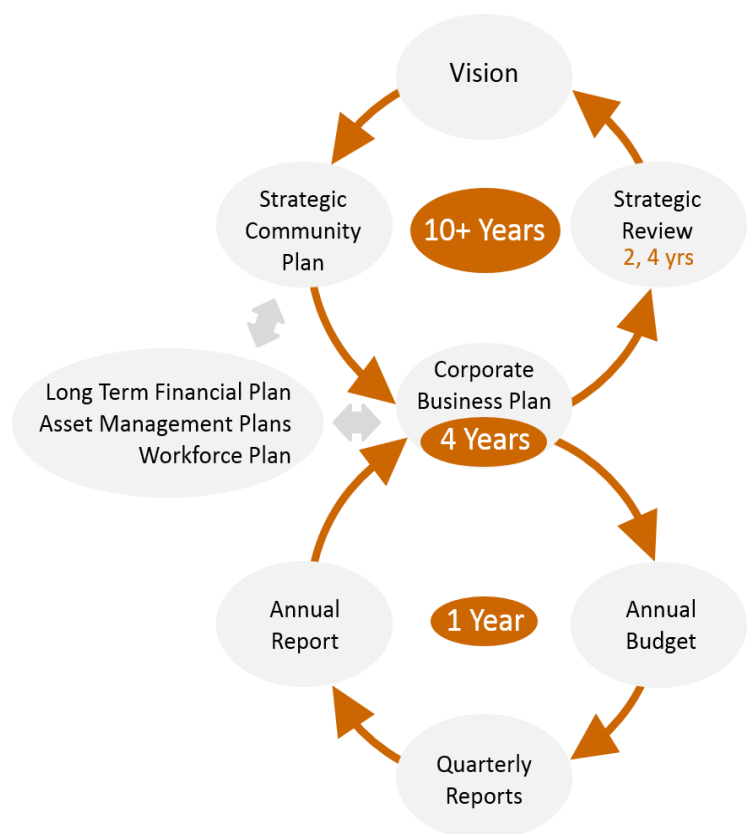 Vision
Strategic
Community
Plan
10+ Years
Strategic
Review
2, 4 yrs
Long Term Financial Plan
Asset Management Plans
Workforce Plan
Corporate
Business Plan
4 Years
Annual
Report
1 Year
Annual
Budget
Quarterly
Reports